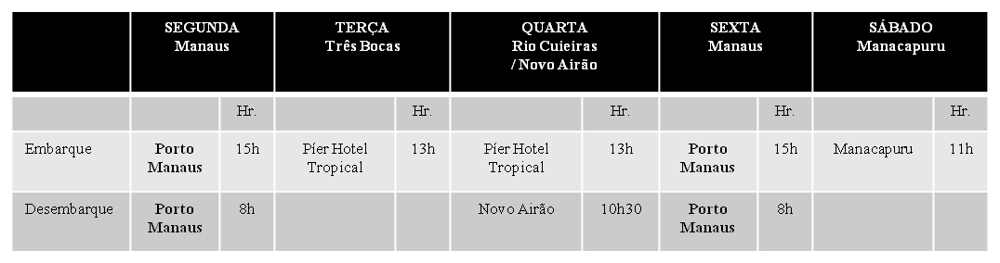 SEGUNDA
Manaus
TERÇA
Três Bocas
QUARTA
Rio Cuieiras
/ Novo Airão
SEXTA
Manaus
SÁBADO
Manacapuru
Hr. Hr. Hr. Hr. Hr.
Embarque Porto Manaus 15h Píer Hotel Tropical 13h Píer Hotel Tropical 13h Porto Manaus 15h Manacapuru 11h
Desembarque Porto Manaus 8h Novo Airão 10h30 Porto Manaus 8h